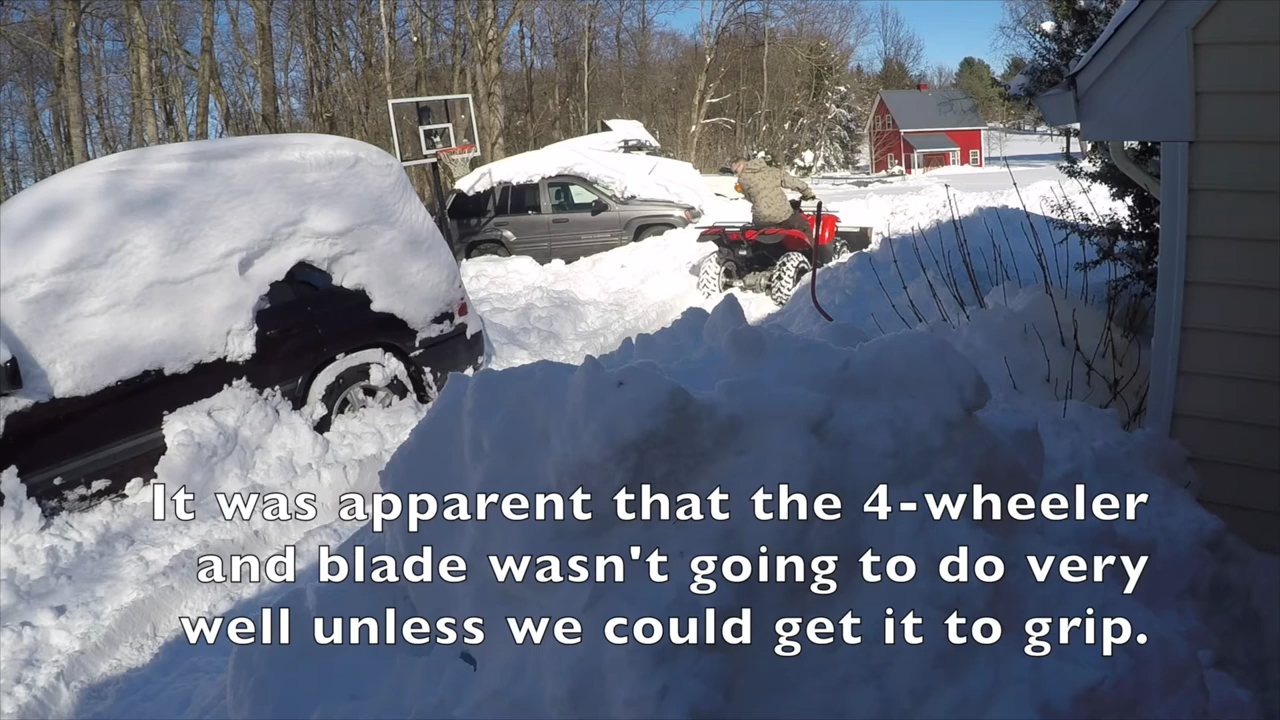 It was apparent that the 4-wheeler
and blade wasn't going to do very
well unless we could get it to grip.